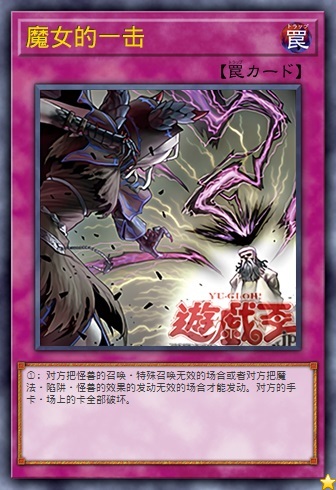 魔女的一击
トラップ
罠
【罠カード】
YU-GI-OH!
遊戯王
①：对方把怪兽的召唤・特殊召唤无效的场合或者对方把魔
法・陷阱・怪兽的效果的发动无效的场合才能发动。对方的手
卡・场上的卡全部破坏。